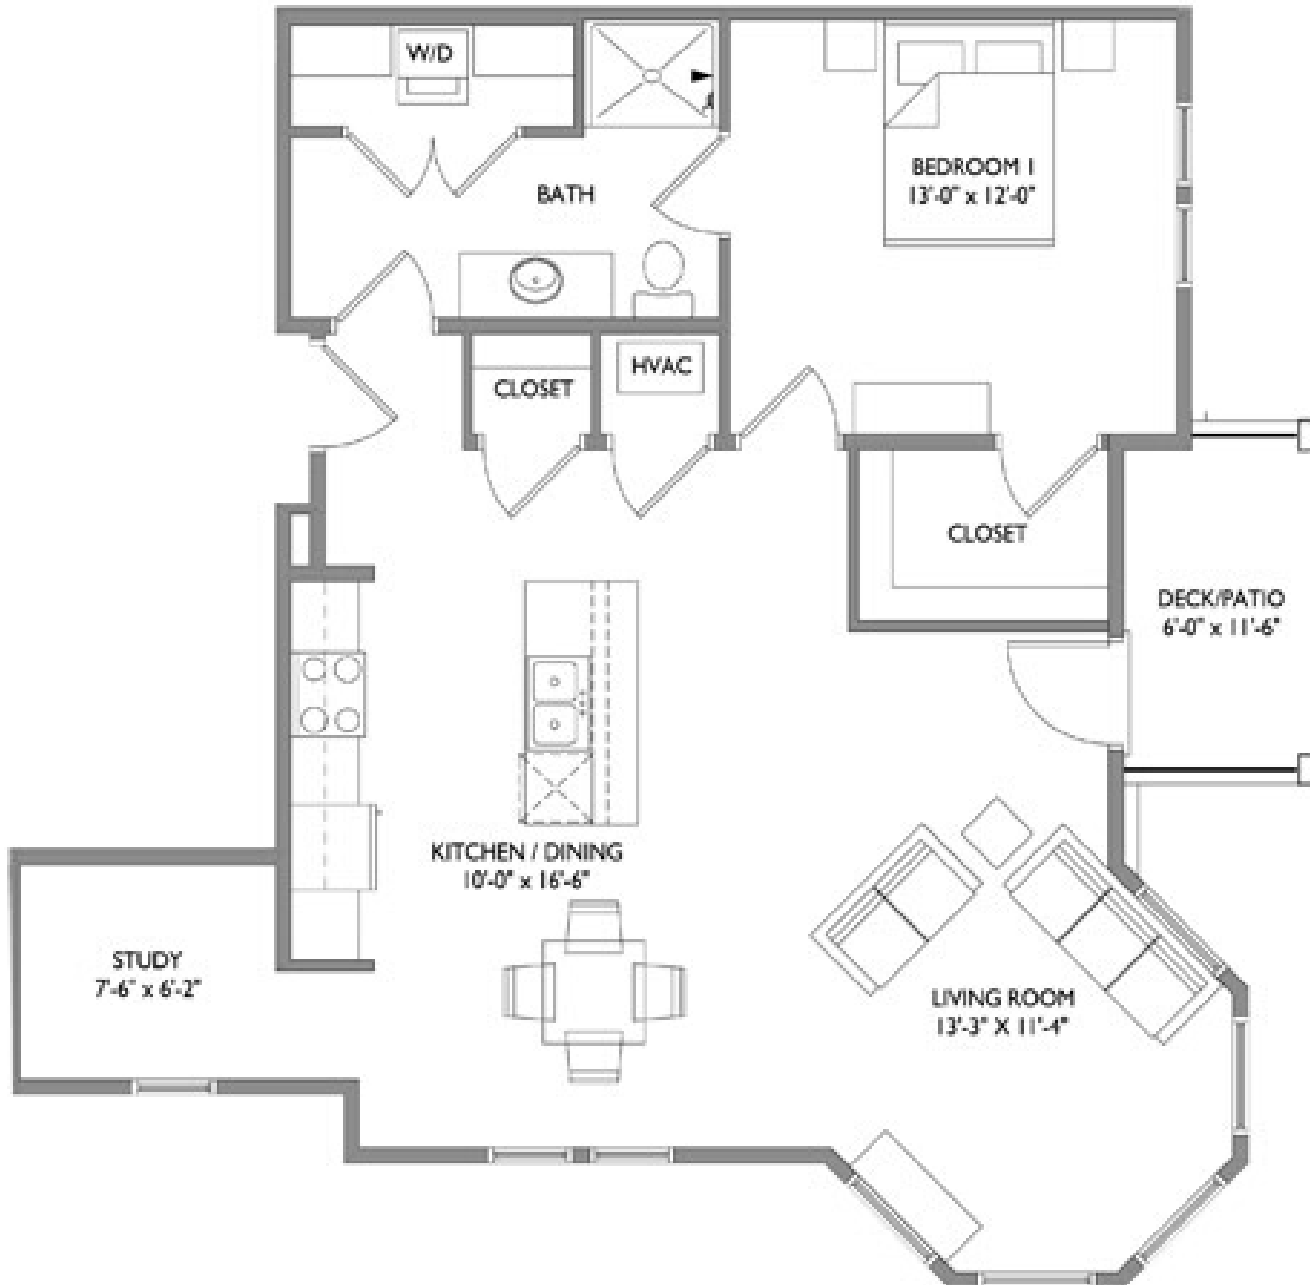 W/D
BATH
BEDROOM 1
13'-0" x 12'-0"
CLOSET
HVAC
CLOSET
DECK/PATIO
6'-0" x 11'-6"
KITCHEN / DINING
10'-0" x 16'-6"
STUDY
7'-6" x 6'-2"
LIVING ROOM
13'-3" X 11'-4"